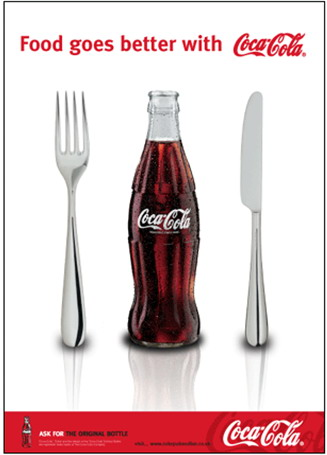 Food goes better with Coca-Cola
Coca-Cola
ASK FOR THE ORIGINAL BOTTLE
Coca-Cola